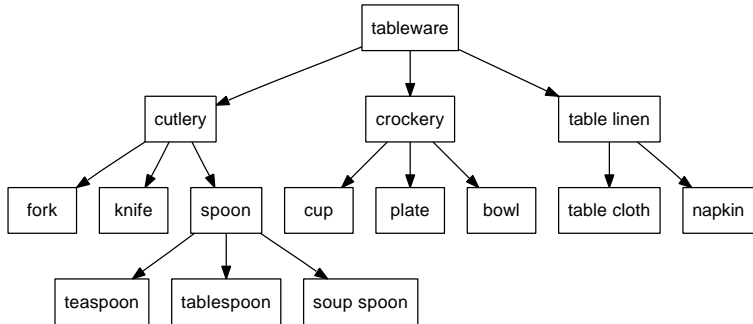 tableware
cutlery
crockery
table linen
fork
knife
spoon
cup
plate
bowl
table cloth
napkin
teaspoon
tablespoon
soup spoon